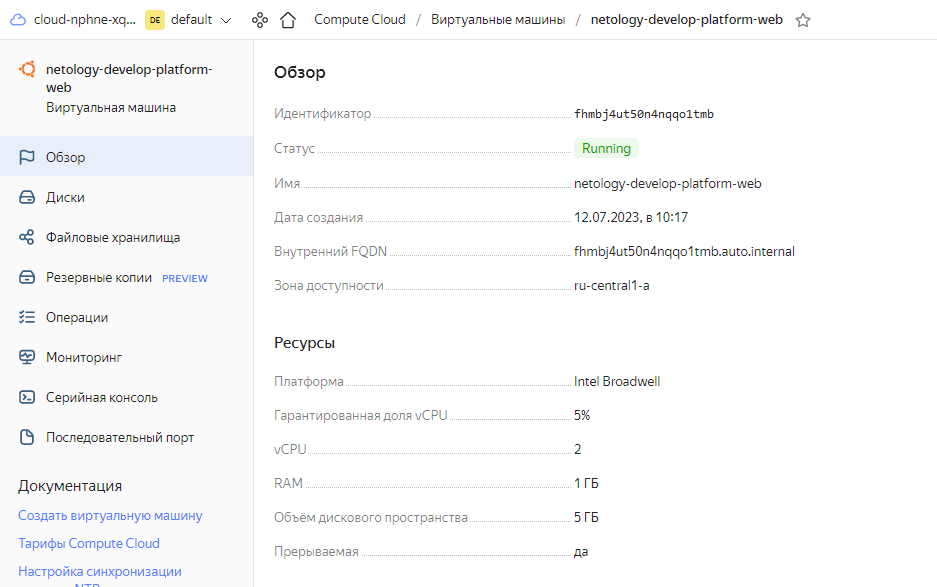 cloud-nphne-xq... DE default Compute Cloud / Виртуальные машины / netology-develop-platform-web
netology-develop-platform-
web
Виртуальная машина
Обзор
Диски
Файловые хранилища
Резервные копии PREVIEW
Операции
Мониторинг
Серийная консоль
Последовательный порт
Документация
Создать виртуальную машину
Тарифы Compute Cloud
Настройка синхронизации
Обзор
Идентификатор fhmbj4ut50n4nqqo1tmb
Статус Running
Имя netology-develop-platform-web
Дата создания 12.07.2023, в 10:17
Внутренний FQDN fhmbj4ut50n4nqqo1tmb.auto.internal
Зона доступности ru-central1-a
Ресурсы
Платформа Intel Broadwell
Гарантированная доля vCPU 5%
vCPU 2
RAM 1 ГБ
Объём дискового пространства 5 ГБ
Прерываемая да